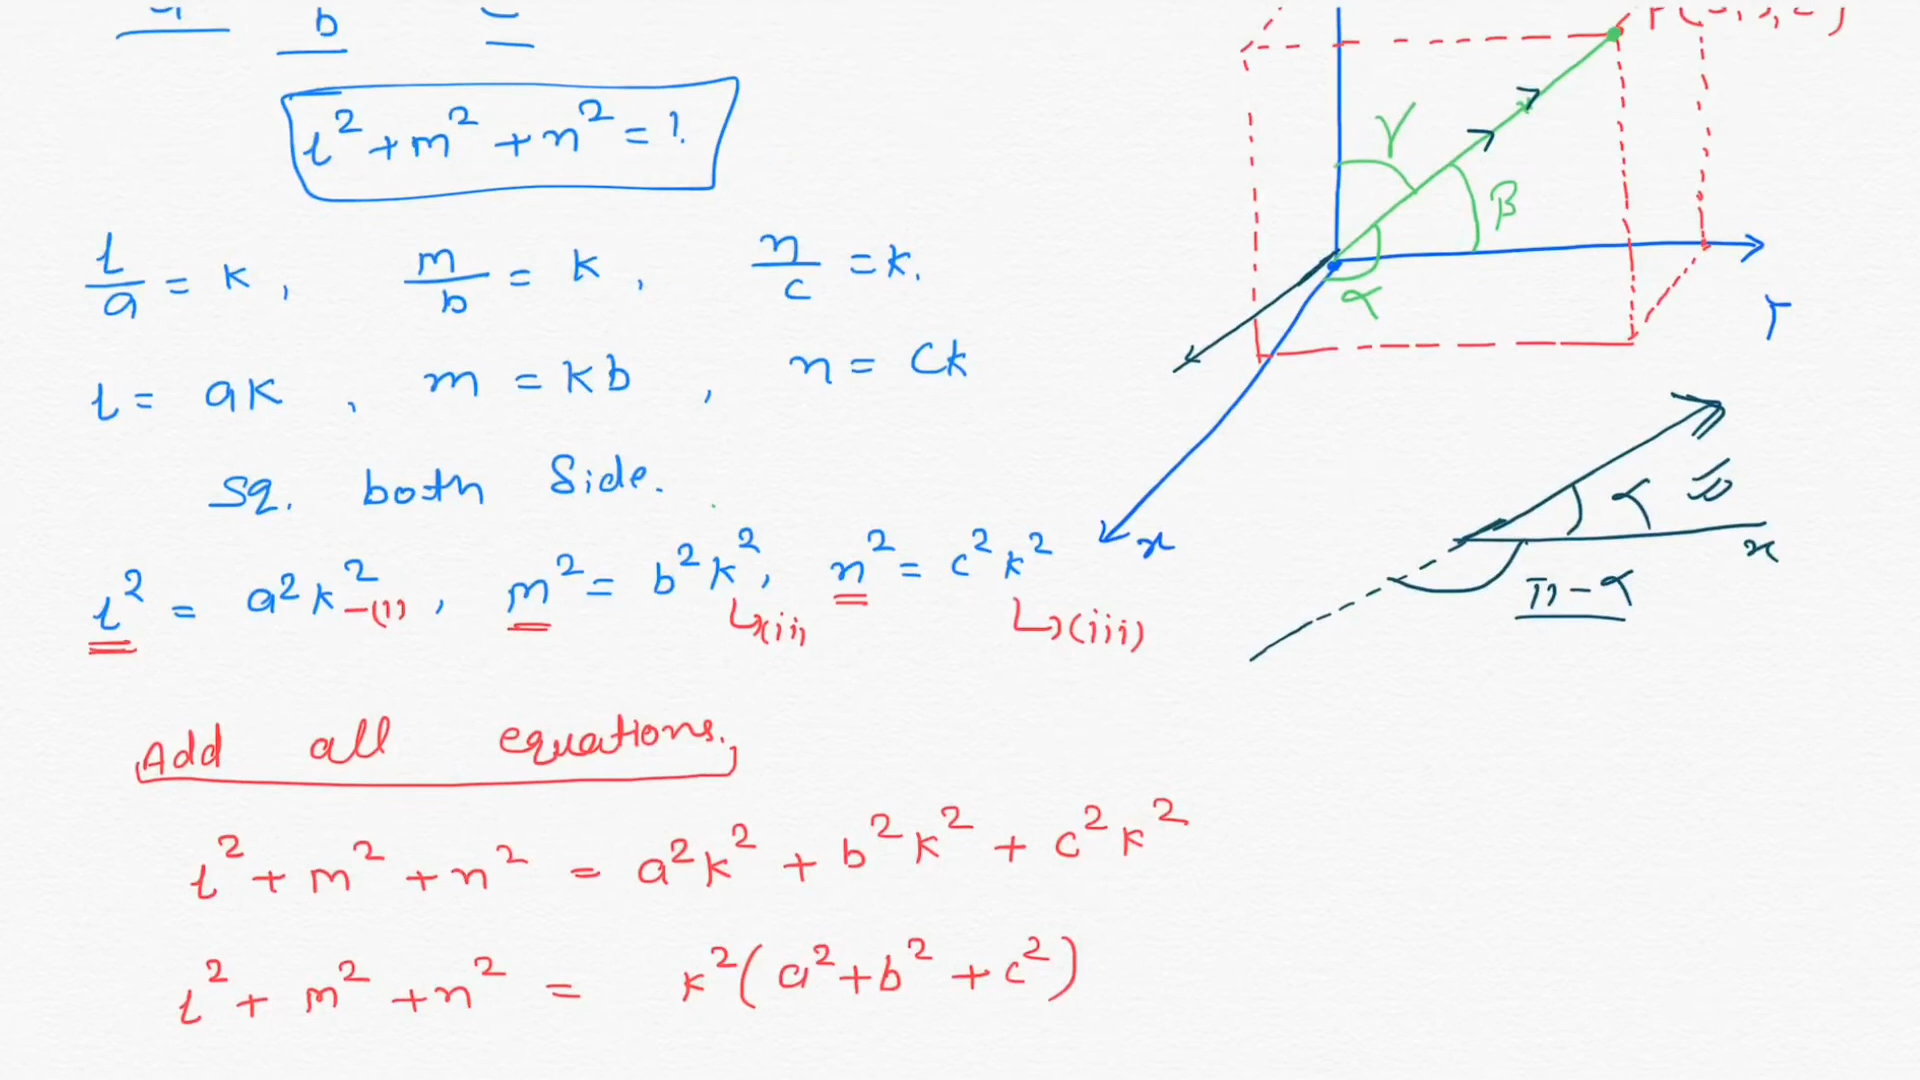 b
l² + m² + n² = ?
l/a = k, m/b = k, n/c = k.
l = ak, m = kb, n = ck
sq. both side.
l² = a²k² -(i), m² = b²k², n² = c²k²
↳(ii) ↳(iii)
Add all equations.
l² + m² + n² = a²k² + b²k² + c²k²
l² + m² + n² = k²(a² + b² + c²)
γ
β
α
Y
x
α
x
π - α